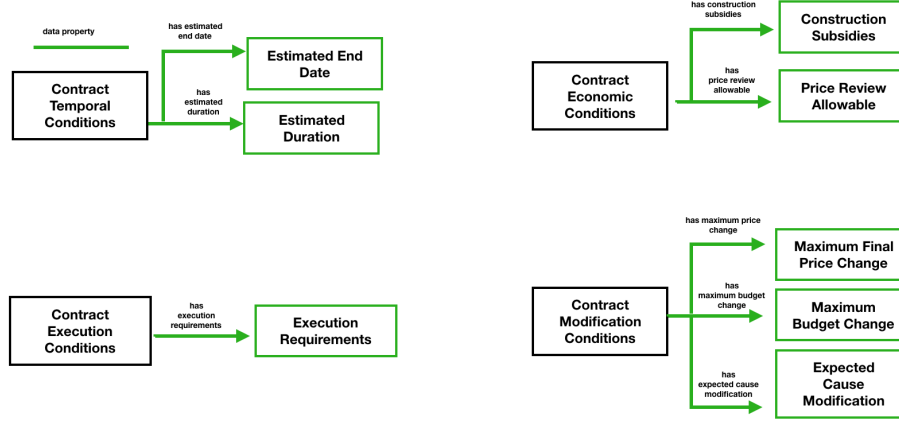 data property
has estimated
end date
Estimated End
Date
Contract
Temporal
Conditions
has
estimated
duration
Estimated
Duration
has construction
subsidies
Construction
Subsidies
Contract
Economic
Conditions
has
price review
allowable
Price Review
Allowable
Contract
Execution
Conditions
has
execution
requirements
Execution
Requirements
has maximum price
change
Maximum Final
Price Change
Contract
Modification
Conditions
has
maximum budget
change
Maximum
Budget Change
has
expected cause
modification
Expected
Cause
Modification